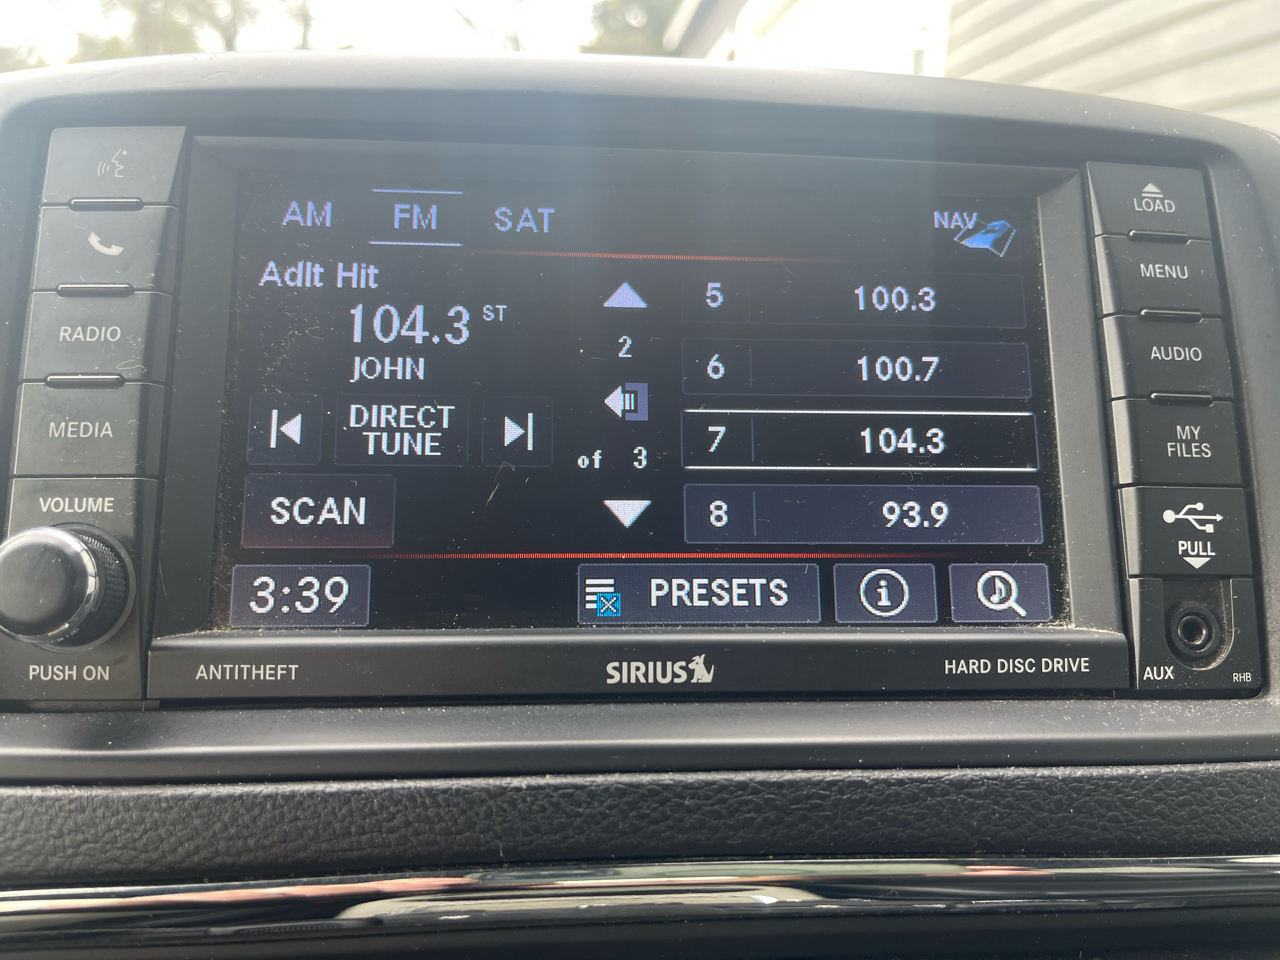 AM FM SAT NAV
Adlt Hit
104.3 ST
JOHN
DIRECT
TUNE
SCAN
3:39
2
of 3
5 100.3
6 100.7
7 104.3
8 93.9
PRESETS
i
RADIO
MEDIA
VOLUME
PUSH ON
LOAD
MENU
AUDIO
MY
FILES
PULL
AUX
RHB
ANTITHEFT
SIRIUS
HARD DISC DRIVE